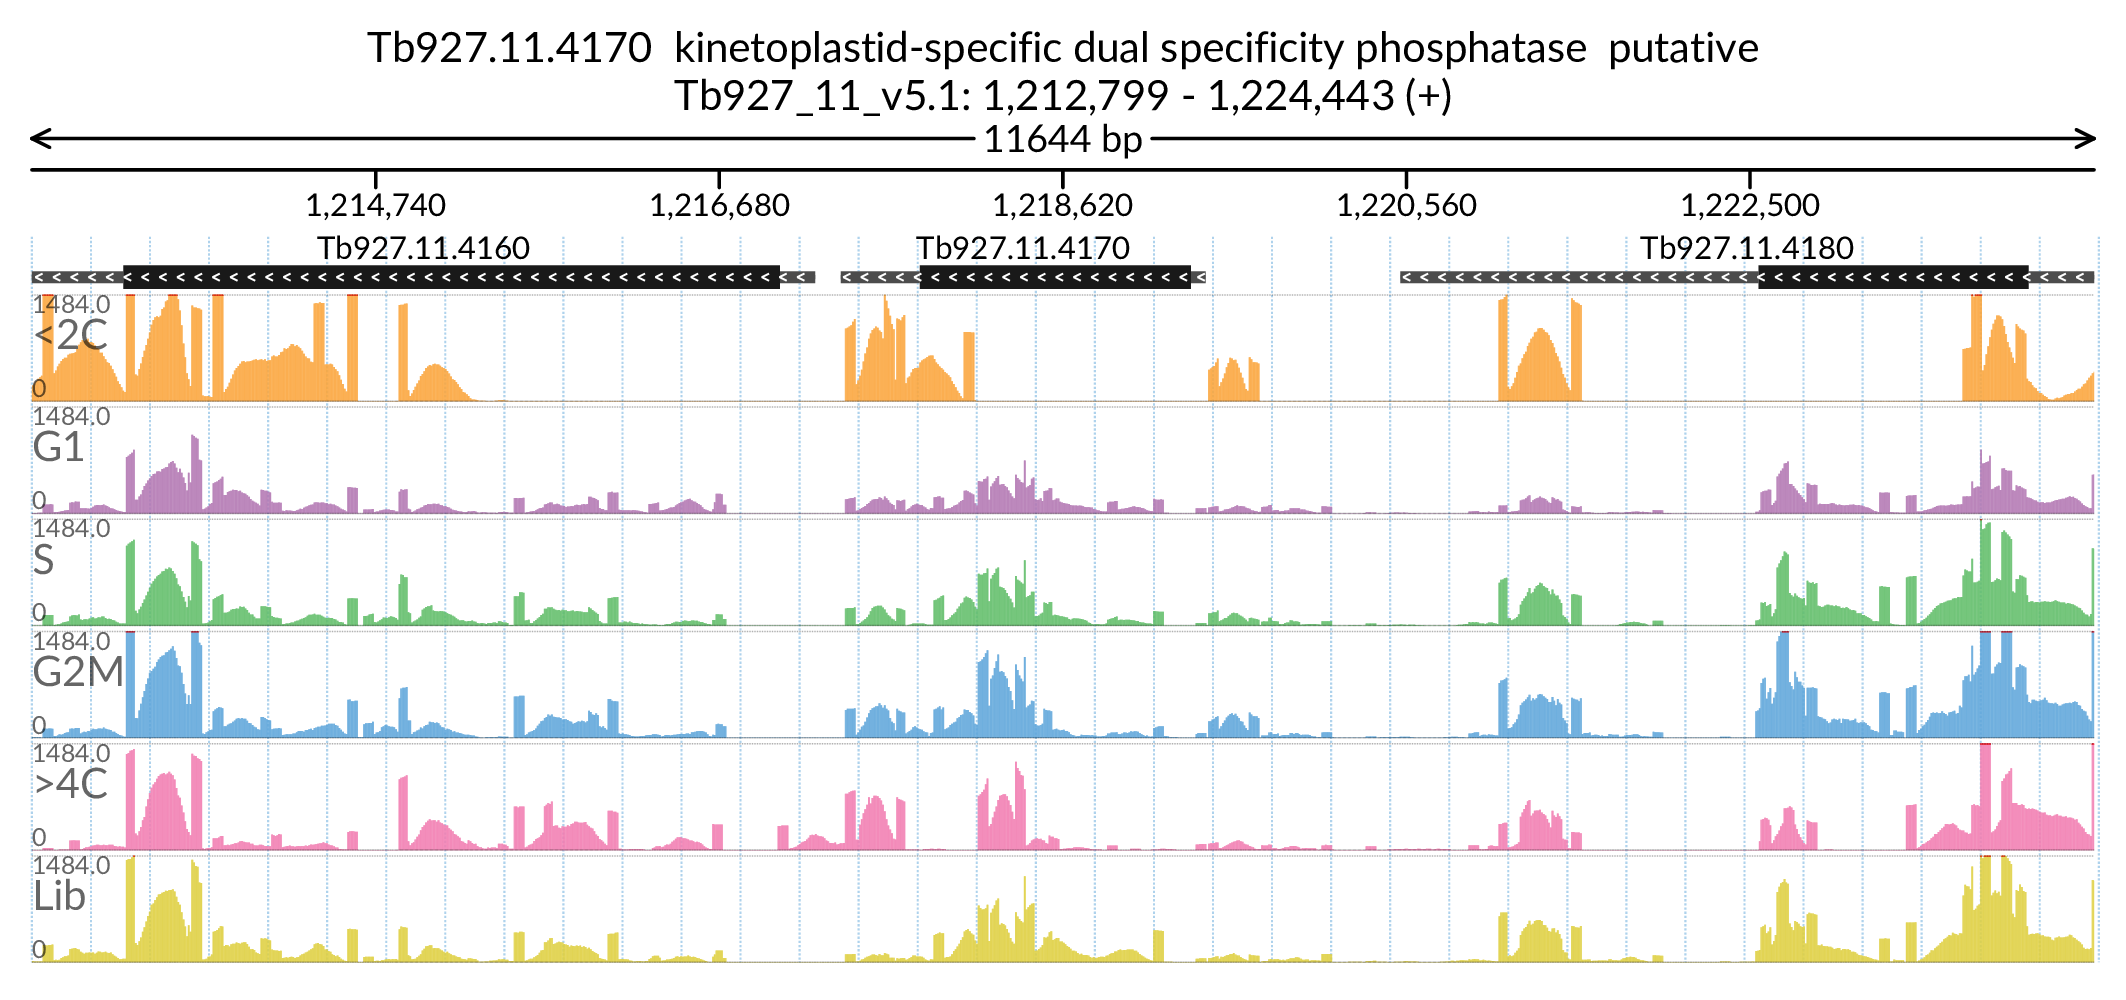 Tb927.11.4170  kinetoplastid-specific dual specificity phosphatase  putative
Tb927_11_v5.1: 1,212,799 - 1,224,443 (+)
11644 bp
1,214,740 1,216,680 1,218,620 1,220,560 1,222,500
Tb927.11.4160 Tb927.11.4170 Tb927.11.4180
1484.0
<2C
0
1484.0
G1
0
1484.0
S
0
1484.0
G2M
0
1484.0
>4C
0
1484.0
Lib
0